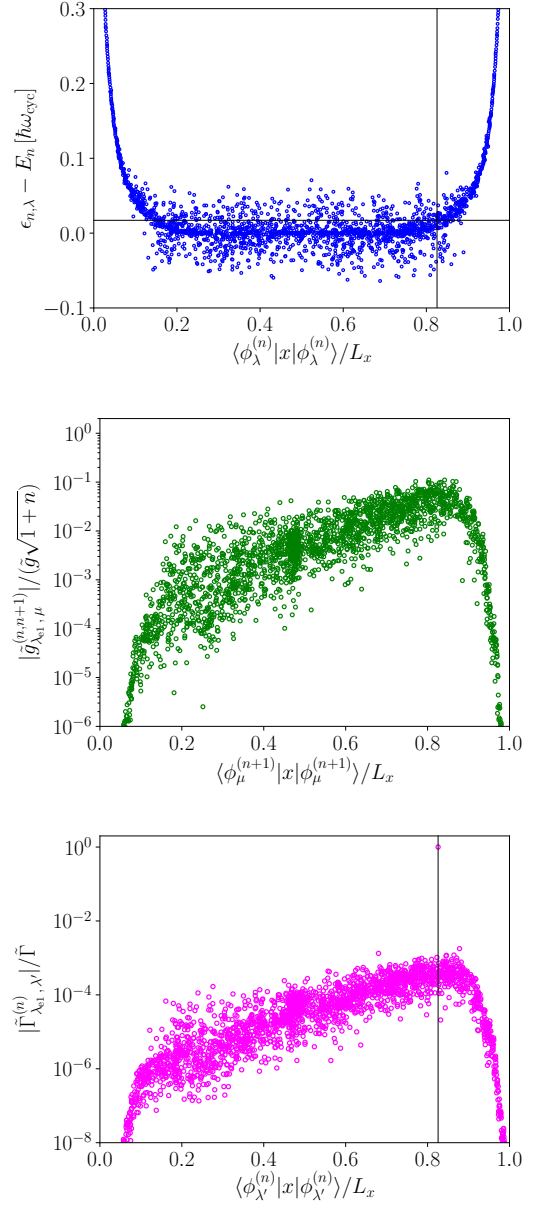 0.3
0.2
0.1
0.0
−0.1
ϵ_{n,λ} − E_n [ℏω_cyc]
0.0 0.2 0.4 0.6 0.8 1.0
⟨ϕ_λ^{(n)}|x|ϕ_λ^{(n)}⟩/L_x
10^0
10^{−1}
10^{−2}
10^{−3}
10^{−4}
10^{−5}
10^{−6}
|g̃^{(n,n+1)}_{λ_{e1}, μ}|/(g̃√(1 + n))
0.0 0.2 0.4 0.6 0.8 1.0
⟨ϕ_μ^{(n+1)}|x|ϕ_μ^{(n+1)}⟩/L_x
10^0
10^{−2}
10^{−4}
10^{−6}
10^{−8}
|Γ̃^{(n)}_{λ_{e1}, λ′}|/Γ̃
0.0 0.2 0.4 0.6 0.8 1.0
⟨ϕ_{λ′}^{(n)}|x|ϕ_{λ′}^{(n)}⟩/L_x